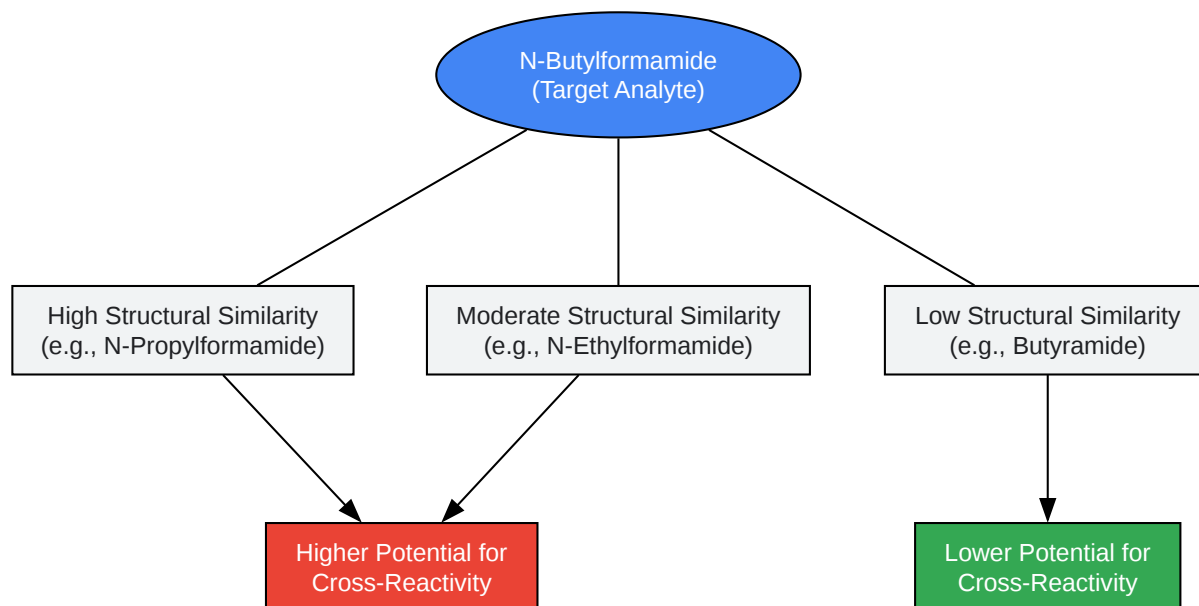 N-Butylformamide
(Target Analyte)
High Structural Similarity
(e.g., N-Propylformamide)
Moderate Structural Similarity
(e.g., N-Ethylformamide)
Low Structural Similarity
(e.g., Butyramide)
Higher Potential for
Cross-Reactivity
Lower Potential for
Cross-Reactivity